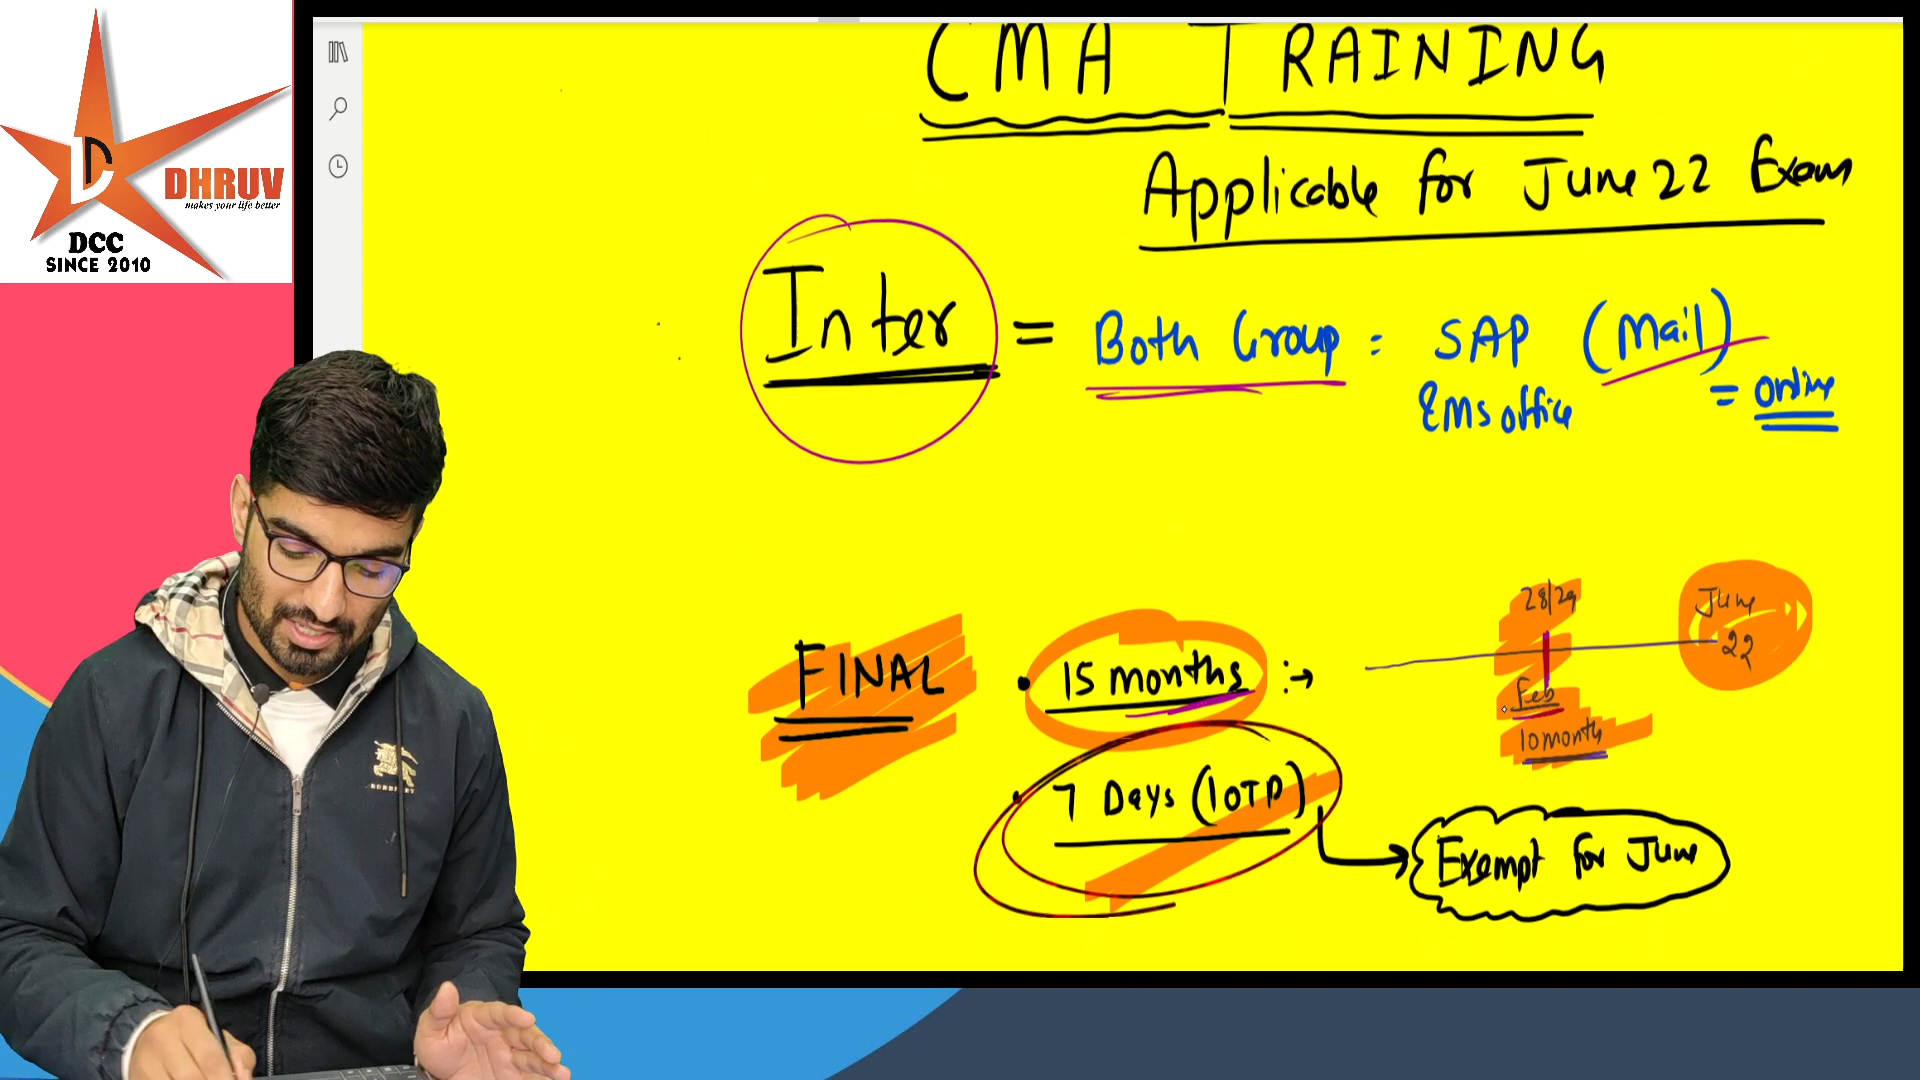 DHRUV
makes your life better
DCC
SINCE 2010
CMA TRAINING
Applicable for June 22 Exam
Inter = Both Group = SAP (Mail)
& MS office = online
FINAL
• 15 months :→
28/29
Feb
10 month
June
22
• 7 Days (IOTP)
Exempt for June
BURBERRY